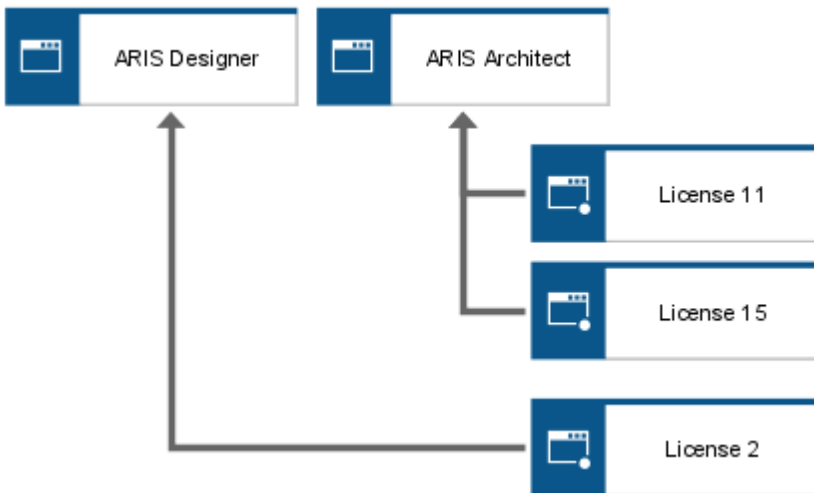 ARIS Designer
ARIS Architect
License 11
License 15
License 2